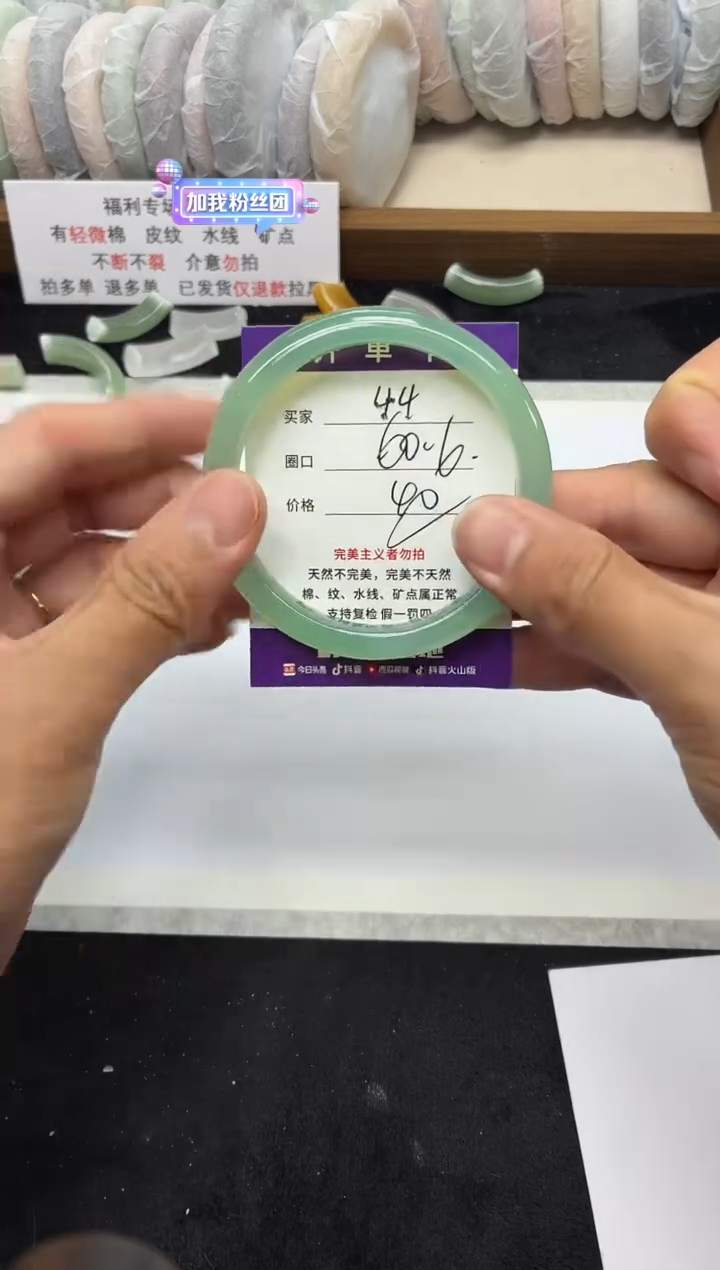 加我粉丝团
福利专场
有轻微棉 皮纹 水线 矿点
不断不裂 介意勿拍
拍多单 退多单 已发货仅退款拉黑
开单卡
买家 44
圈口 60.6.
价格 40
完美主义者勿拍
天然不完美，完美不天然
棉、纹、水线、矿点属正常
支持复检 假一罚四
今日头条 抖音 西瓜视频 抖音火山版